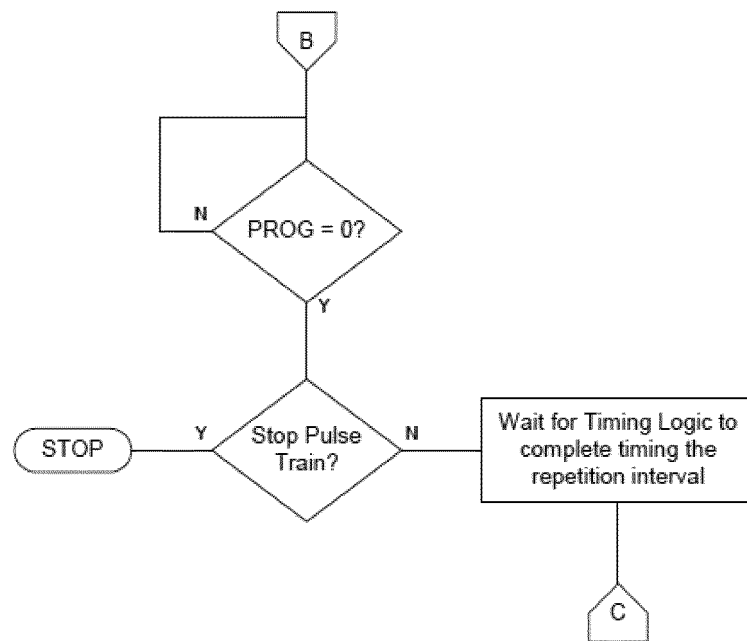 B
N
PROG = 0?
Y
STOP
Y
Stop Pulse
Train?
N
Wait for Timing Logic to
complete timing the
repetition interval
C